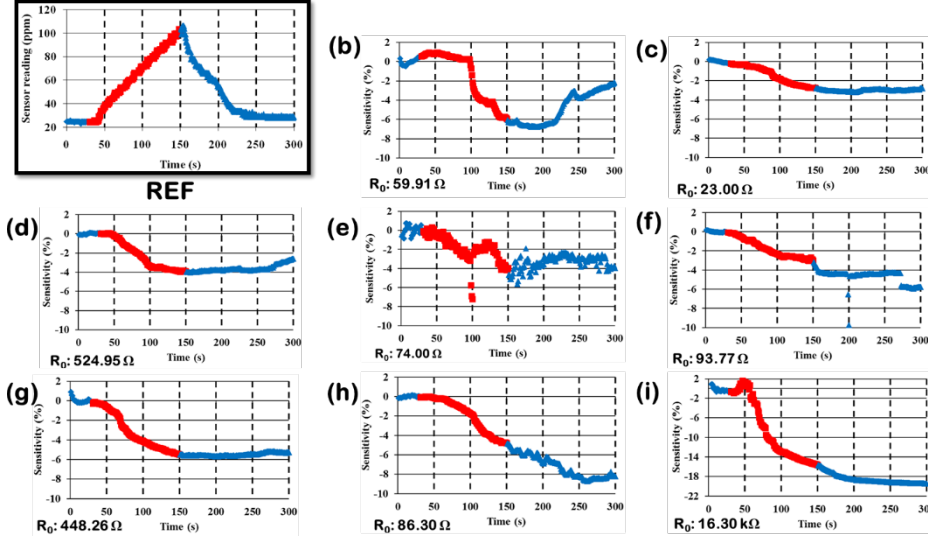 Sensor reading (ppm)
120
100
80
60
40
20
0 50 100 150 200 250 300
Time (s)
REF
(b)
Sensitivity (%)
2
0
-2
-4
-6
-8
-10
0 50 100 150 200 250 300
R0: 59.91 Ω
Time (s)
(c)
Sensitivity (%)
2
0
-2
-4
-6
-8
-10
0 50 100 150 200 250 300
R0: 23.00 Ω
Time (s)
(d)
Sensitivity (%)
2
0
-2
-4
-6
-8
-10
0 50 100 150 200 250 300
R0: 524.95 Ω
Time (s)
(e)
Sensitivity (%)
2
0
-2
-4
-6
-8
-10
0 50 100 150 200 250 300
R0: 74.00 Ω
Time (s)
(f)
Sensitivity (%)
2
0
-2
-4
-6
-8
-10
0 50 100 150 200 250 300
R0: 93.77 Ω
Time (s)
(g)
Sensitivity (%)
2
0
-2
-4
-6
-8
-10
0 50 100 150 200 250 300
R0: 448.26 Ω
Time (s)
(h)
Sensitivity (%)
2
0
-2
-4
-6
-8
-10
0 50 100 150 200 250 300
R0: 86.30 Ω
Time (s)
(i)
Sensitivity (%)
2
-2
-6
-10
-14
-18
-22
0 50 100 150 200 250 300
R0: 16.30 kΩ
Time (s)